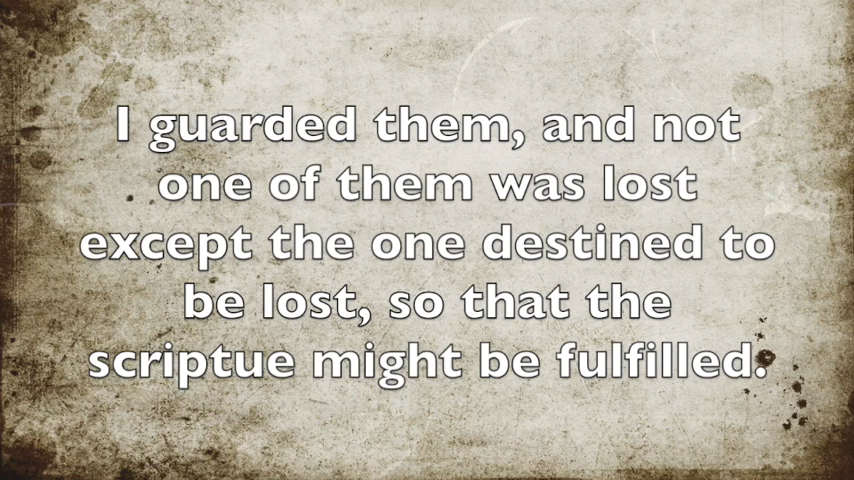 I guarded them, and not
one of them was lost
except the one destined to
be lost, so that the
scriptue might be fulfilled.